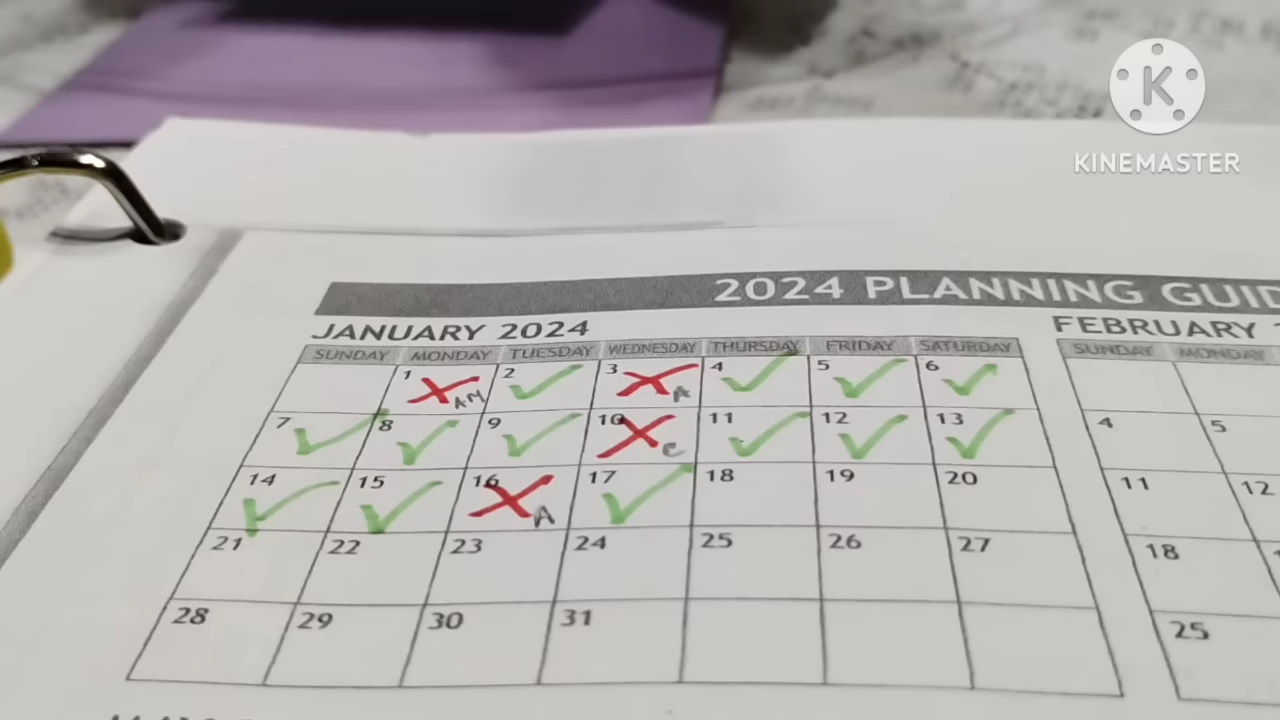 K
KINEMASTER
2024 PLANNING GUID
JANUARY 2024
SUNDAY MONDAY TUESDAY WEDNESDAY THURSDAY FRIDAY SATURDAY
1 AM 2 3 A 4 5 6
7 8 9 10 C 11 12 13
14 15 16 A 17 18 19 20
21 22 23 24 25 26 27
28 29 30 31
FEBRUARY
SUNDAY MONDAY
4 5
11 12
18
25